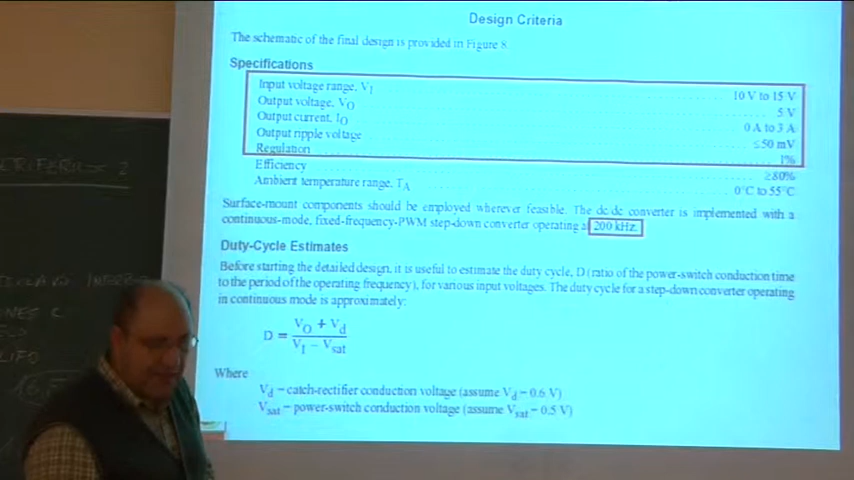 Design Criteria
The schematic of the final design is provided in Figure 8.
Specifications
Input voltage range, VI 10 V to 15 V
Output voltage, VO 5 V
Output current, IO 0 A to 3 A
Output ripple voltage ≤50 mV
Regulation 1%
Efficiency ≥80%
Ambient temperature range, TA 0°C to 55°C
Surface-mount components should be employed wherever feasible. The dc dc converter is implemented with a
continuous-mode, fixed-frequency-PWM step-down converter operating a 200 kHz.
Duty-Cycle Estimates
Before starting the detailed design, it is useful to estimate the duty cycle, D (ratio of the power-switch conduction time
to the period of the operating frequency), for various input voltages. The duty cycle for a step-down converter operating
in continuous mode is approximately:
D = (VO + Vd) / (VI − Vsat)
Where
Vd = catch-rectifier conduction voltage (assume Vd = 0.6 V)
Vsat = power-switch conduction voltage (assume Vsat = 0.5 V)